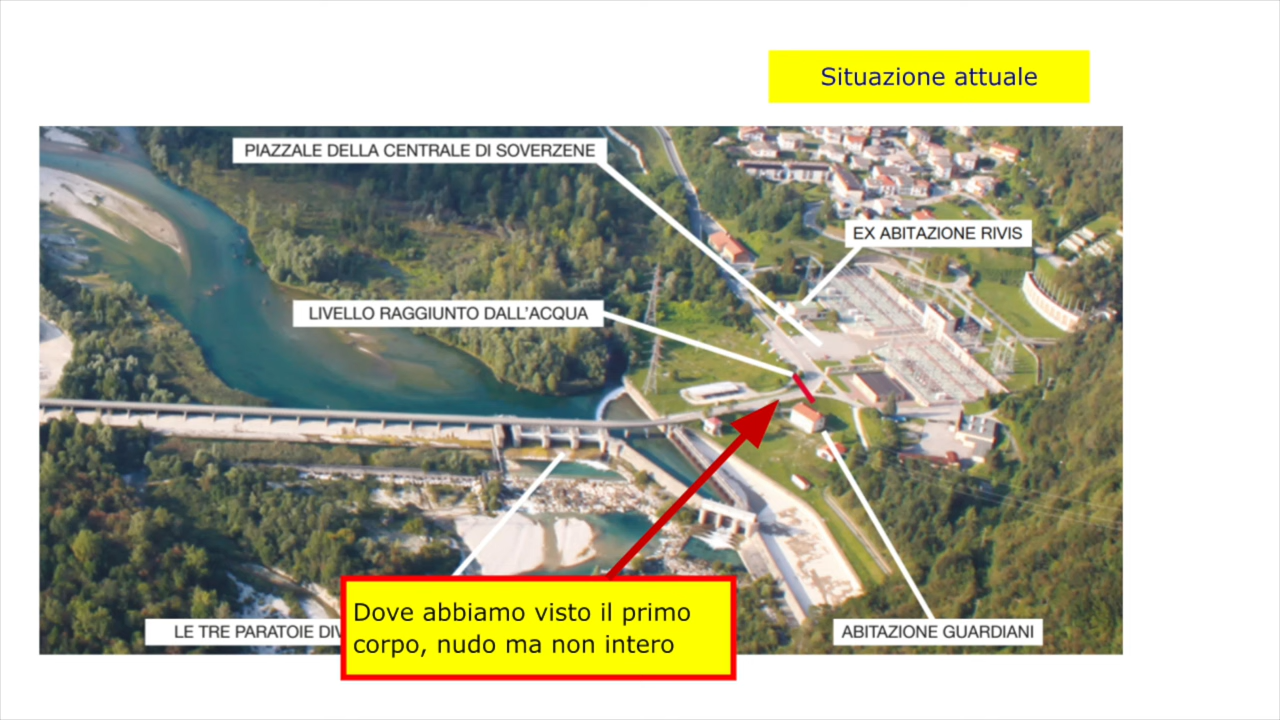 Situazione attuale
PIAZZALE DELLA CENTRALE DI SOVERZENE
EX ABITAZIONE RIVIS
LIVELLO RAGGIUNTO DALL'ACQUA
Dove abbiamo visto il primo
corpo, nudo ma non intero
LE TRE PARATOIE
ABITAZIONE GUARDIANI